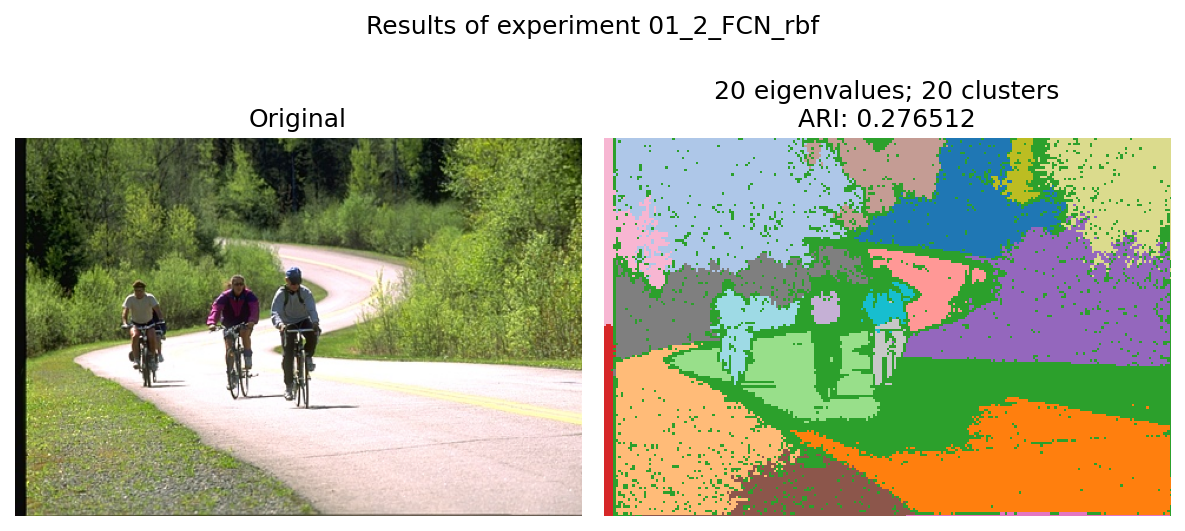 Results of experiment 01_2_FCN_rbf
Original
20 eigenvalues; 20 clusters
ARI: 0.276512